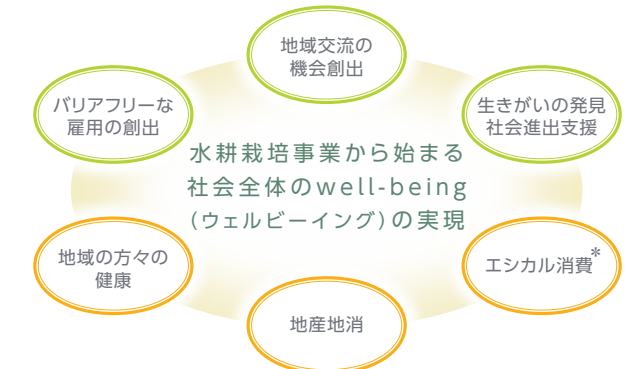 地域交流の
機会創出
バリアフリーな
雇用の創出
生きがいの発見
社会進出支援
水耕栽培事業から始まる
社会全体のwell-being
(ウェルビーイング)の実現
地域の方々の
健康
エシカル消費*
地産地消